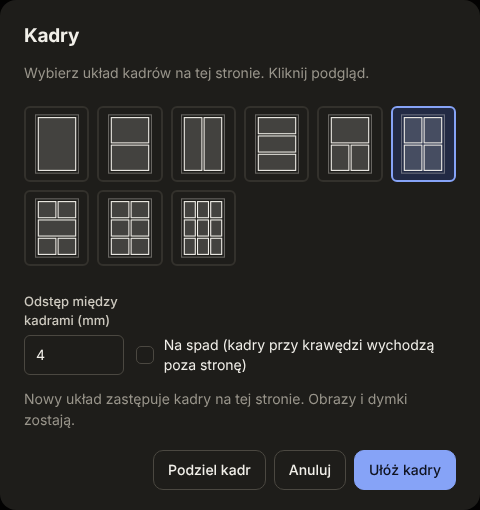 Kadry
Wybierz układ kadrów na tej stronie. Kliknij podgląd.
Odstęp między
kadrami (mm)
4
Na spad (kadry przy krawędzi wychodzą
poza stronę)
Nowy układ zastępuje kadry na tej stronie. Obrazy i dymki
zostają.
Podziel kadr
Anuluj
Ułóż kadry